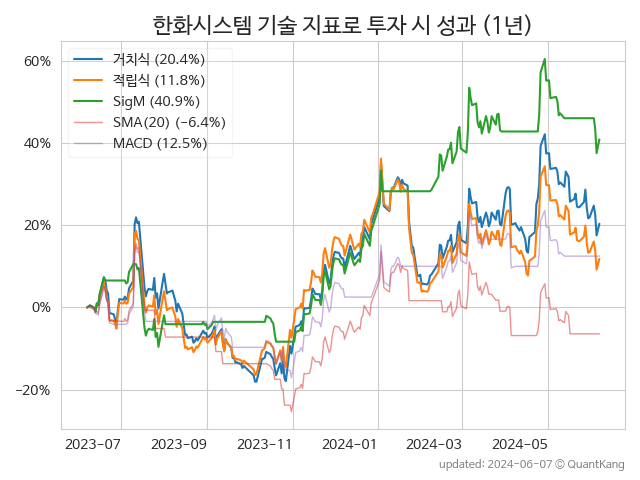 한화시스템 기술 지표로 투자 시 성과 (1년)
거치식 (20.4%)
적립식 (11.8%)
SigM (40.9%)
SMA(20) (−6.4%)
MACD (12.5%)
60%
40%
20%
0%
−20%
2023-07 2023-09 2023-11 2024-01 2024-03 2024-05
updated: 2024-06-07 ⓒ QuantKang